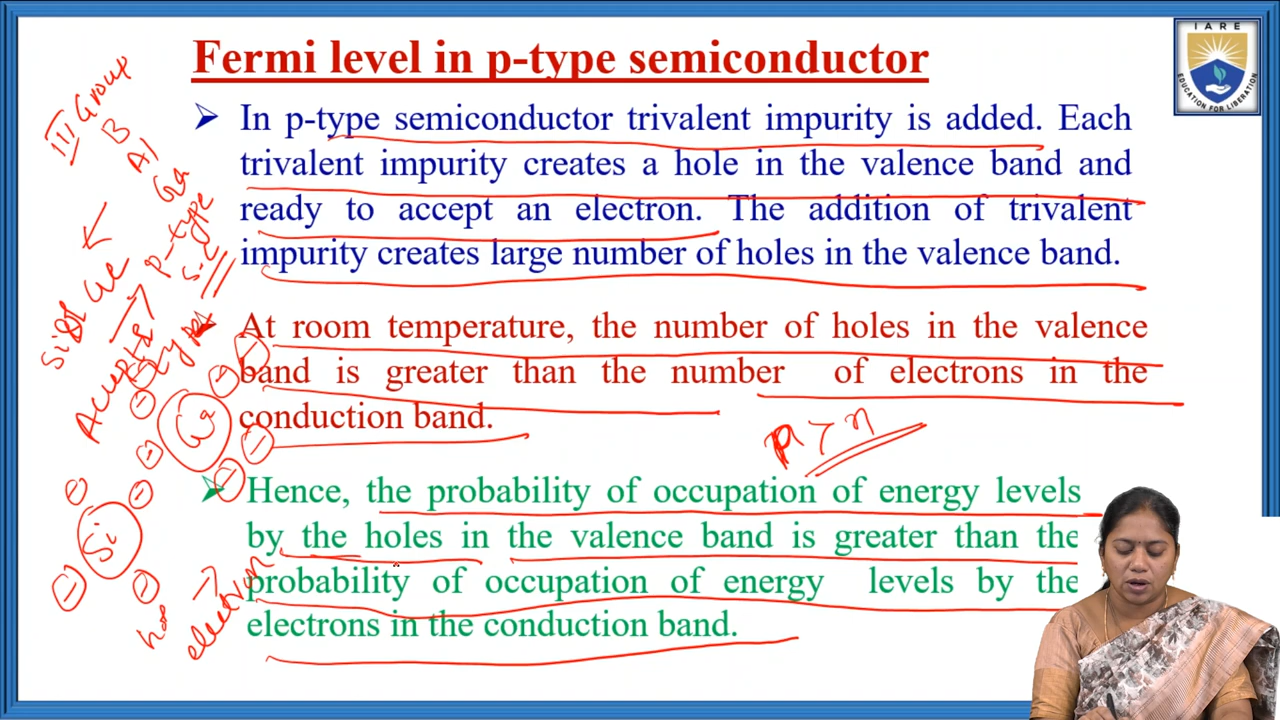 Fermi level in p-type semiconductor
IARE
EDUCATION FOR LIBERATION
➢ In p-type semiconductor trivalent impurity is added. Each
trivalent impurity creates a hole in the valence band and
ready to accept an electron. The addition of trivalent
impurity creates large number of holes in the valence band.
At room temperature, the number of holes in the valence
band is greater than the number of electrons in the
conduction band.
p > n
➢ Hence, the probability of occupation of energy levels
by the holes in the valence band is greater than the
probability of occupation of energy levels by the
electrons in the conduction band.
III Group
B
Al
Ga
p-type
S.C
Ge
type
Ga
Si
electron